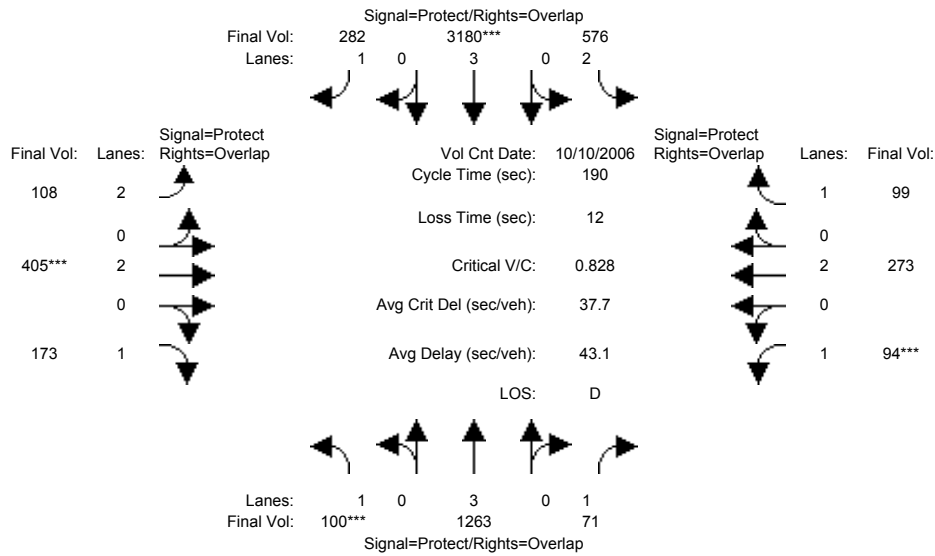 Signal=Protect/Rights=Overlap
Final Vol: 282 3180*** 576
Lanes: 1 0 3 0 2
Signal=Protect Signal=Protect
Final Vol: Lanes: Rights=Overlap Vol Cnt Date: 10/10/2006 Rights=Overlap Lanes: Final Vol:
Cycle Time (sec): 190
108 2 1 99
Loss Time (sec): 12
0 0
405*** 2 Critical V/C: 0.828 2 273
0 Avg Crit Del (sec/veh): 37.7 0
173 1 Avg Delay (sec/veh): 43.1 1 94***
LOS: D
Lanes: 1 0 3 0 1
Final Vol: 100*** 1263 71
Signal=Protect/Rights=Overlap